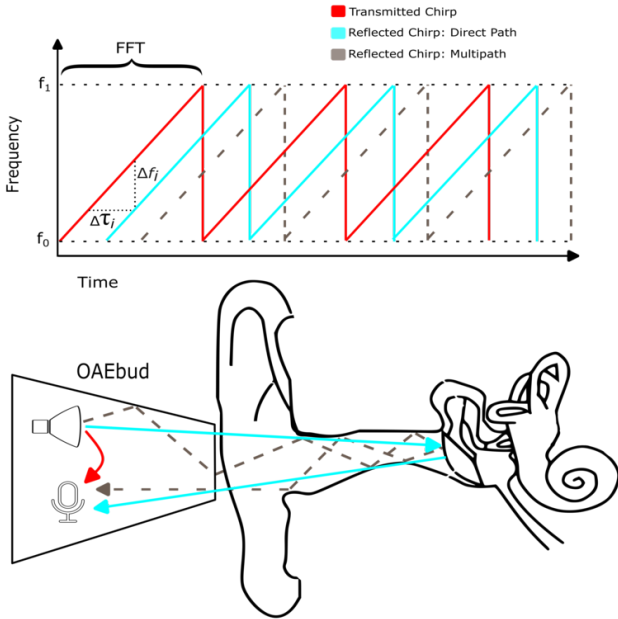 Transmitted Chirp
Reflected Chirp: Direct Path
Reflected Chirp: Multipath
FFT
f₁
Frequency
Δfᵢ
Δτᵢ
f₀
Time
OAEbud